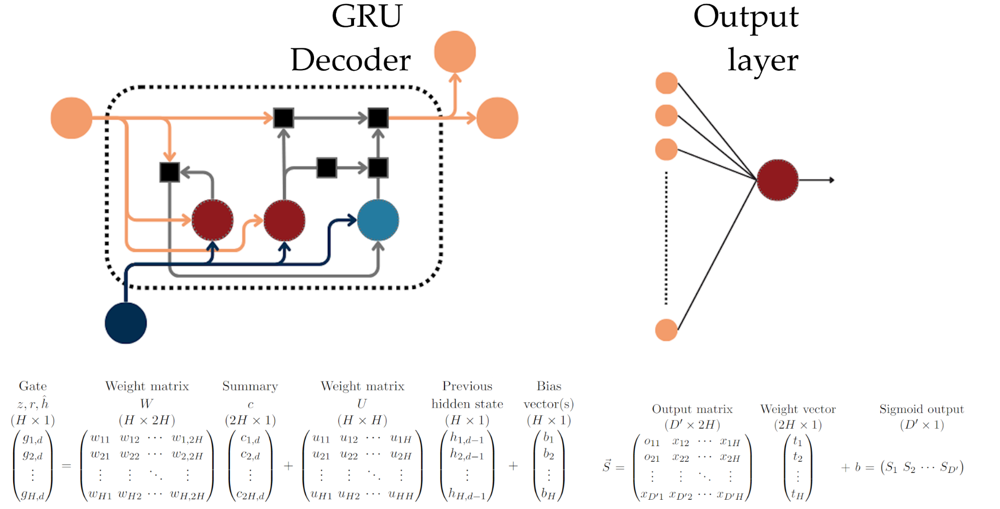 GRU
Decoder
Output
layer
Gate
z, r, ĥ
(H × 1)
Weight matrix
W
(H × 2H)
Summary
c
(2H × 1)
Weight matrix
U
(H × H)
Previous
hidden state
(H × 1)
Bias
vector(s)
(H × 1)
g1,d
g2,d
⋮
gH,d
=
w11 w12 ⋯ w1,2H
w21 w22 ⋯ w2,2H
⋮ ⋮ ⋱ ⋮
wH1 wH2 ⋯ wH,2H
c1,d
c2,d
⋮
c2H,d
+
u11 u12 ⋯ u1H
u21 u22 ⋯ u2H
⋮ ⋮ ⋱ ⋮
uH1 uH2 ⋯ uHH
h1,d−1
h2,d−1
⋮
hH,d−1
+
b1
b2
⋮
bH
Output matrix
(D′ × 2H)
Weight vector
(2H × 1)
Sigmoid output
(D′ × 1)
S⃗ =
o11 x12 ⋯ x1H
o21 x22 ⋯ x2H
⋮ ⋮ ⋱ ⋮
xD′1 xD′2 ⋯ xD′H
t1
t2
⋮
tH
+ b = (S1 S2 ⋯ SD′)